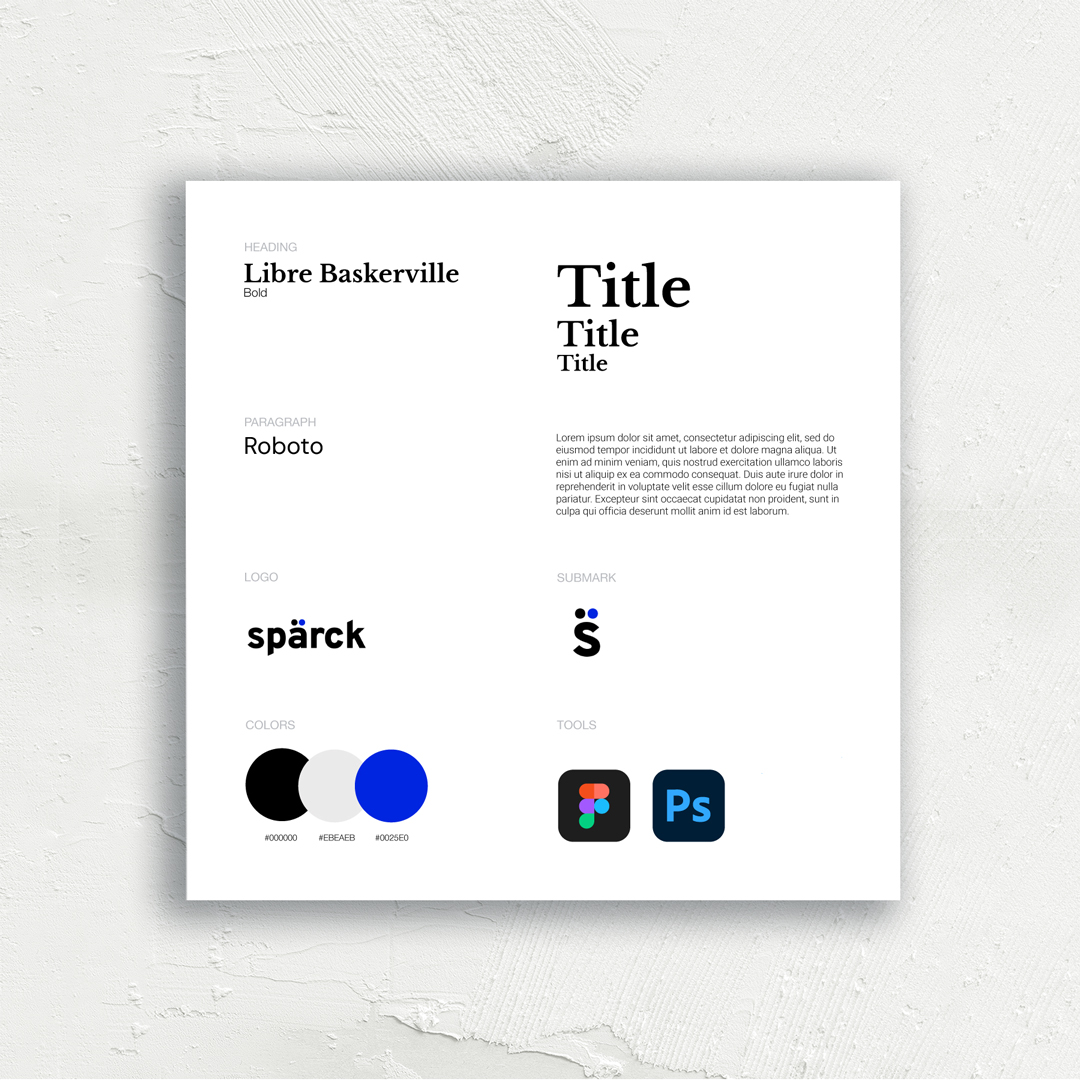 HEADING
Libre Baskerville
Bold
Title
Title
Title
PARAGRAPH
Roboto
Lorem ipsum dolor sit amet, consectetur adipiscing elit, sed do
eiusmod tempor incididunt ut labore et dolore magna aliqua. Ut
enim ad minim veniam, quis nostrud exercitation ullamco laboris
nisi ut aliquip ex ea commodo consequat. Duis aute irure dolor in
reprehenderit in voluptate velit esse cillum dolore eu fugiat nulla
pariatur. Excepteur sint occaecat cupidatat non proident, sunt in
culpa qui officia deserunt mollit anim id est laborum.
LOGO
spärck
SUBMARK
s̈
COLORS
#000000 #EBEAEB #0025E0
TOOLS
Ps